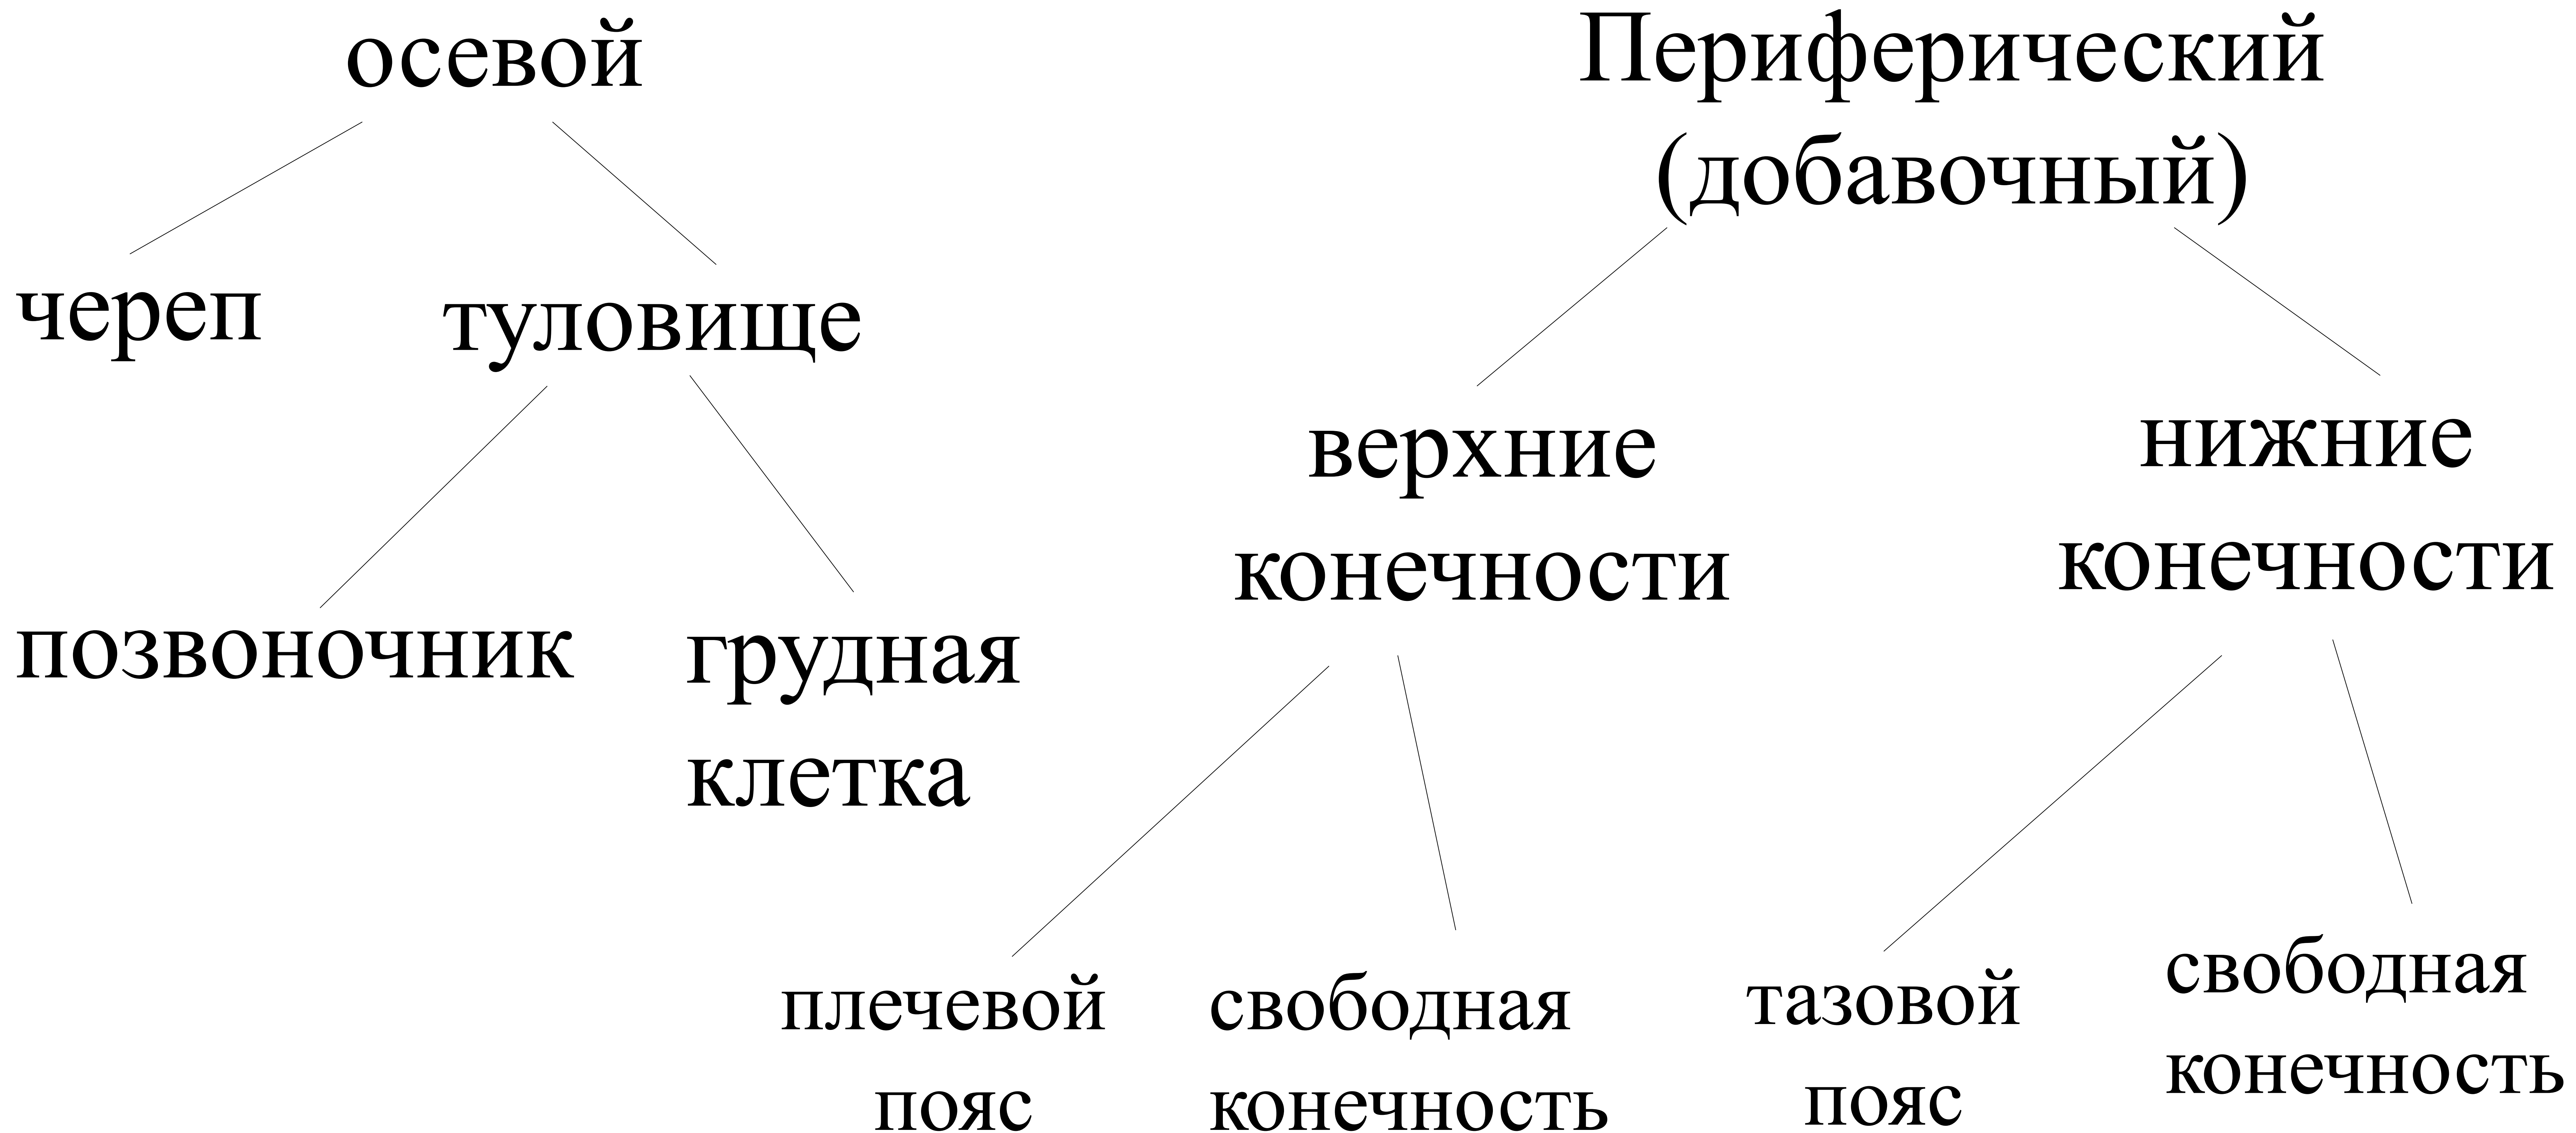 осевой
череп
туловище
позвоночник
грудная
клетка
Периферический
(добавочный)
верхние
конечности
нижние
конечности
плечевой
пояс
свободная
конечность
тазовой
пояс
свободная
конечность